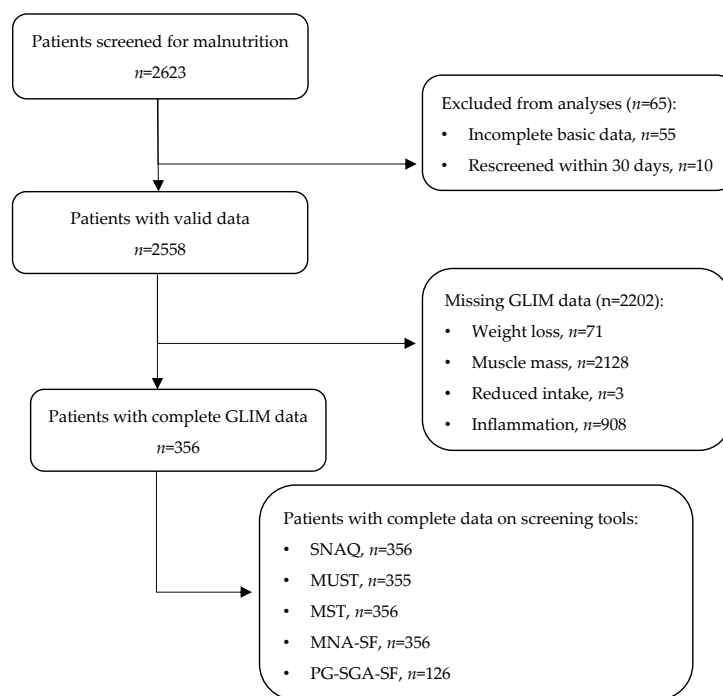 Patients screened for malnutrition
n=2623
Excluded from analyses (n=65):
• Incomplete basic data, n=55
• Rescreened within 30 days, n=10
Patients with valid data
n=2558
Missing GLIM data (n=2202):
• Weight loss, n=71
• Muscle mass, n=2128
• Reduced intake, n=3
• Inflammation, n=908
Patients with complete GLIM data
n=356
Patients with complete data on screening tools:
• SNAQ, n=356
• MUST, n=355
• MST, n=356
• MNA-SF, n=356
• PG-SGA-SF, n=126